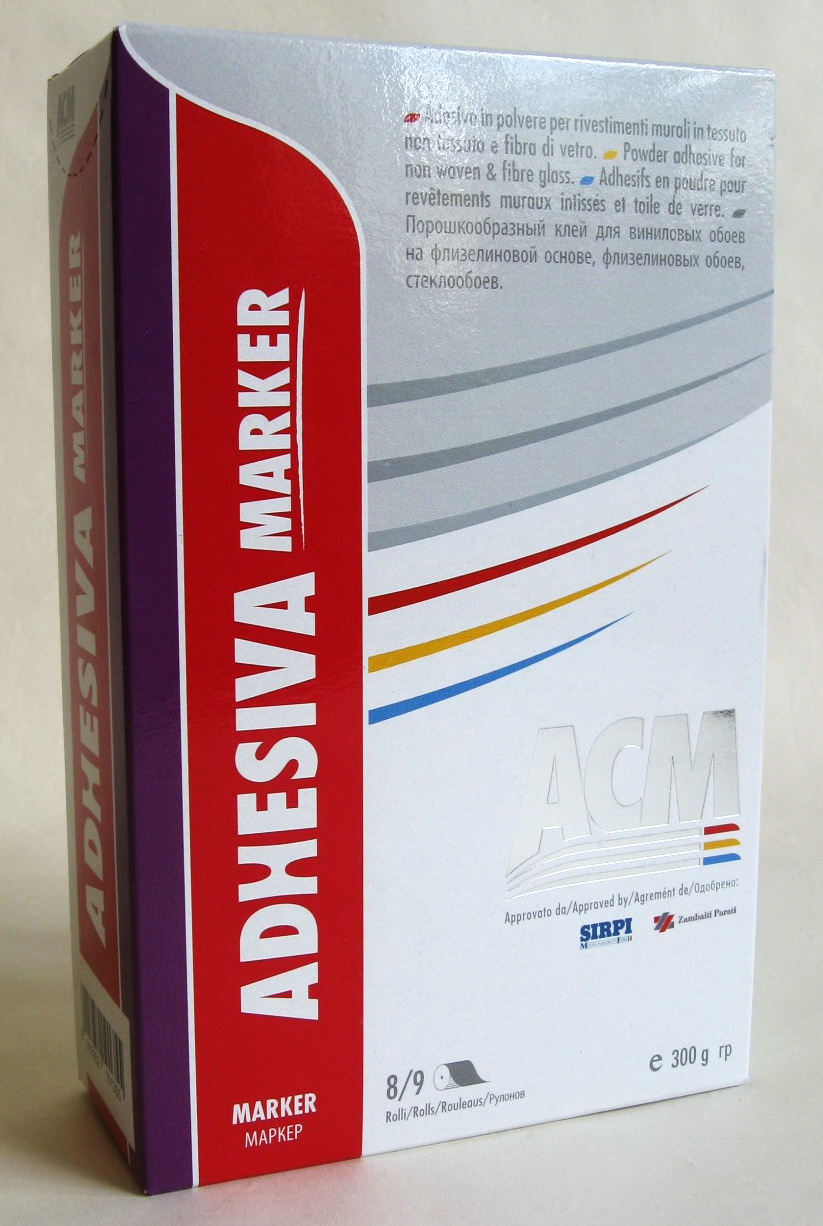 Adesivo in polvere per rivestimenti murali in tessuto
non tessuto e fibra di vetro. Powder adhesive for
non woven & fibre glass. Adhesifs en poudre pour
revêtements muraux intissés et toile de verre.
Порошкообразный клей для виниловых обоев
на флизелиновой основе, флизелиновых обоев,
стеклообоев.
ADHESIVA MARKER
ACM
Approvato da/Approved by/Agrément de/Одобрено:
SIRPI
Zambaiti Parati
8/9
Rolli/Rolls/Rouleaus/Рулонов
e 300 g гр
MARKER
МАРКЕР
ACM
ADHESIVA MARKER